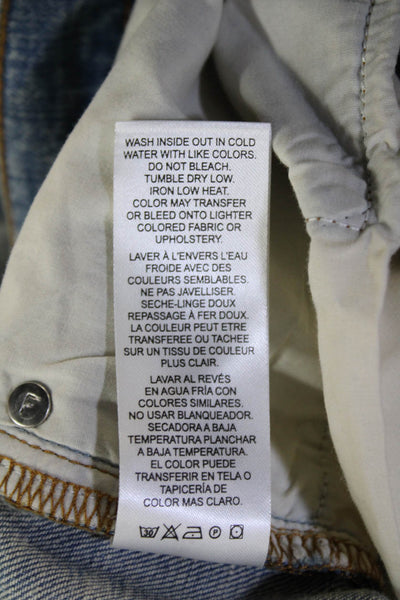 WASH INSIDE OUT IN COLD
WATER WITH LIKE COLORS.
DO NOT BLEACH.
TUMBLE DRY LOW.
IRON LOW HEAT.
COLOR MAY TRANSFER
OR BLEED ONTO LIGHTER
COLORED FABRIC OR
UPHOLSTERY.
LAVER À L'ENVERS L'EAU
FROIDE AVEC DES
COULEURS SEMBLABLES.
NE PAS JAVELLISER.
SECHE-LINGE DOUX
REPASSAGE À FER DOUX.
LA COULEUR PEUT ETRE
TRANSFEREE OU TACHEE
SUR UN TISSU DE COULEUR
PLUS CLAIR.
LAVAR AL REVÉS
EN AGUA FRÍA CON
COLORES SIMILARES.
NO USAR BLANQUEADOR.
SECADORA A BAJA
TEMPERATURA PLANCHAR
A BAJA TEMPERATURA.
EL COLOR PUEDE
TRANSFERIR EN TELA O
TAPICERÍA DE
COLOR MAS CLARO.
F